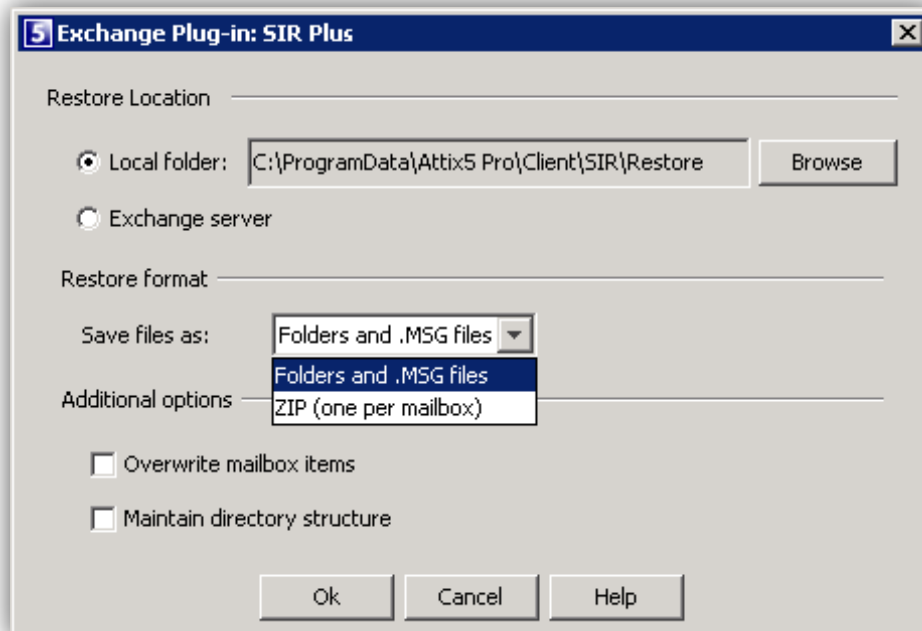 5 Exchange Plug-in: SIR Plus
Restore Location
Local folder: C:\ProgramData\Attix5 Pro\Client\SIR\Restore Browse
Exchange server
Restore format
Save files as: Folders and .MSG files
Folders and .MSG files
ZIP (one per mailbox)
Additional options
Overwrite mailbox items
Maintain directory structure
Ok Cancel Help